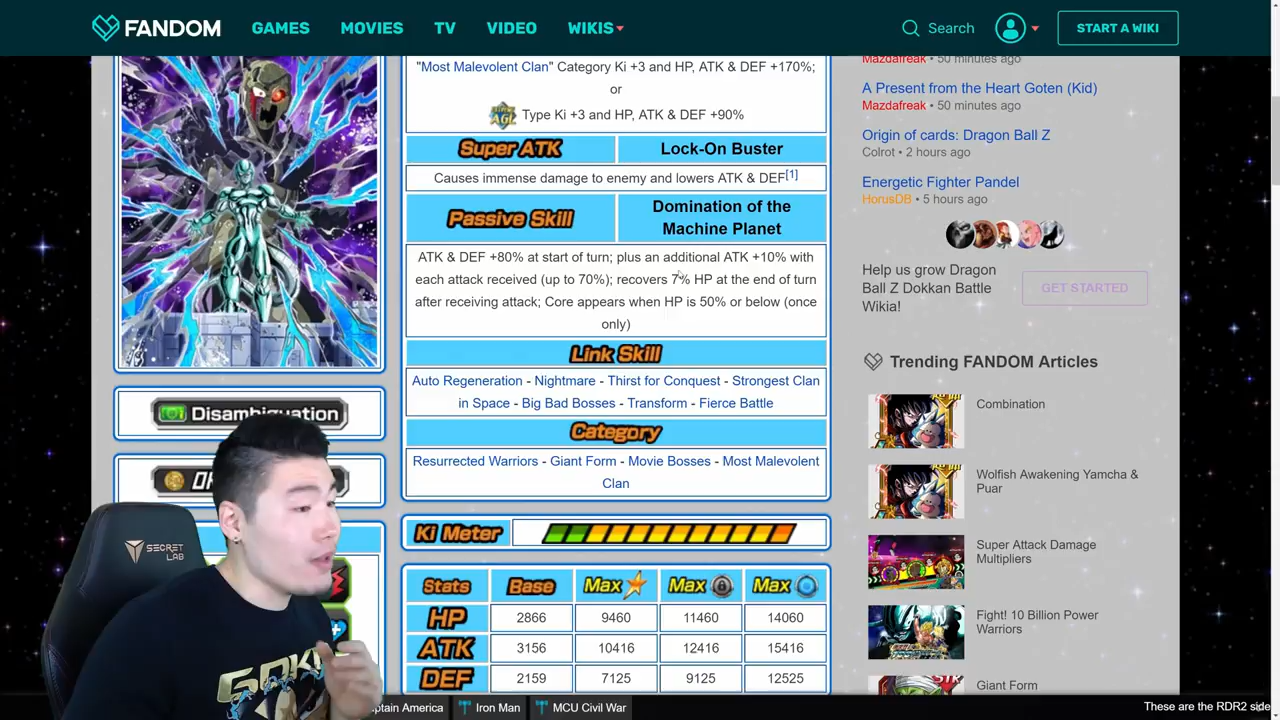 FANDOM
GAMES
MOVIES
TV
VIDEO
WIKIS
Search
START A WIKI
"Most Malevolent Clan" Category Ki +3 and HP, ATK & DEF +170%;
or
Type Ki +3 and HP, ATK & DEF +90%
Super ATK
Lock-On Buster
Causes immense damage to enemy and lowers ATK & DEF[1]
Passive Skill
Domination of the
Machine Planet
ATK & DEF +80% at start of turn; plus an additional ATK +10% with
each attack received (up to 70%); recovers 7% HP at the end of turn
after receiving attack; Core appears when HP is 50% or below (once
only)
Link Skill
Auto Regeneration - Nightmare - Thirst for Conquest - Strongest Clan
in Space - Big Bad Bosses - Transform - Fierce Battle
Category
Resurrected Warriors - Giant Form - Movie Bosses - Most Malevolent
Clan
Ki Meter
Stats Base Max Max Max
HP 2866 9460 11460 14060
ATK 3156 10416 12416 15416
DEF 2159 7125 9125 12525
Disambiguation
Mazdafreak • 50 minutes ago
A Present from the Heart Goten (Kid)
Mazdafreak • 50 minutes ago
Origin of cards: Dragon Ball Z
Colrot • 2 hours ago
Energetic Fighter Pandel
HorusDB • 5 hours ago
Help us grow Dragon
Ball Z Dokkan Battle
Wikia!
GET STARTED
Trending FANDOM Articles
Combination
Wolfish Awakening Yamcha &
Puar
Super Attack Damage
Multipliers
Fight! 10 Billion Power
Warriors
Giant Form
SECRET
LAB
GOKU
ptain America
Iron Man
MCU Civil War
These are the RDR2 side